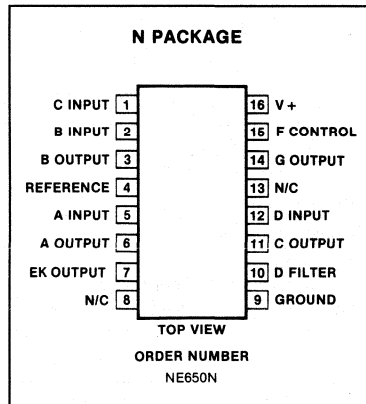 N PACKAGE
C INPUT 1 16 V +
B INPUT 2 15 F CONTROL
B OUTPUT 3 14 G OUTPUT
REFERENCE 4 13 N/C
A INPUT 5 12 D INPUT
A OUTPUT 6 11 C OUTPUT
EK OUTPUT 7 10 D FILTER
N/C 8 9 GROUND
TOP VIEW
ORDER NUMBER
NE650N